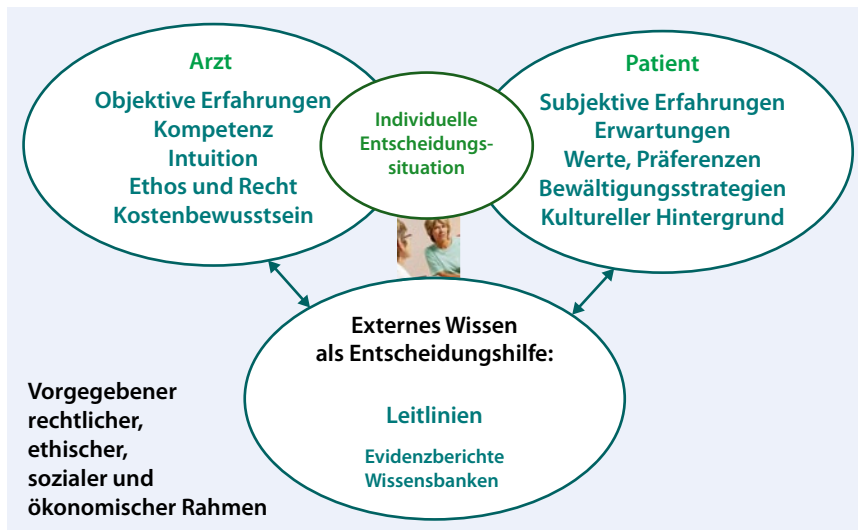 Arzt
Objektive Erfahrungen
Kompetenz
Intuition
Ethos und Recht
Kostenbewusstsein
Individuelle
Entscheidungs-
situation
Patient
Subjektive Erfahrungen
Erwartungen
Werte, Präferenzen
Bewältigungsstrategien
Kultureller Hintergrund
Externes Wissen
als Entscheidungshilfe:
Leitlinien
Evidenzberichte
Wissensbanken
Vorgegebener
rechtlicher,
ethischer,
sozialer und
ökonomischer Rahmen